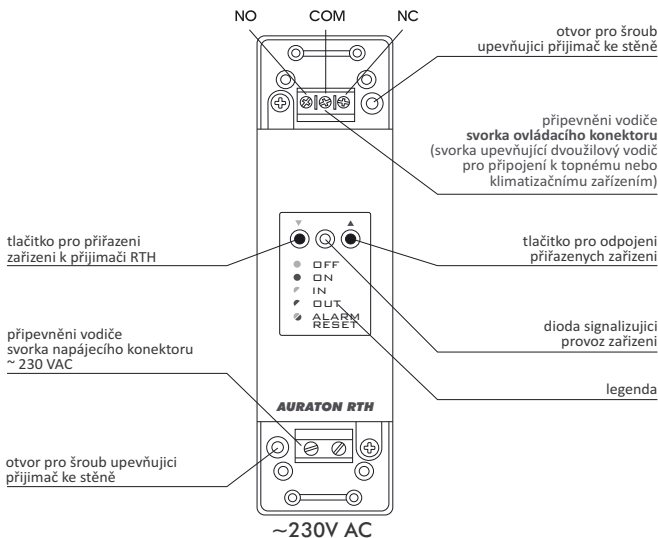 NO COM NC
otvor pro šroub
upevňujici přijimač ke stěně
připevněni vodiče
svorka ovládacího konektoru
(svorka upevňující dvoužilový vodič
pro připojení k topnému nebo
klimatizačnímu zařízením)
tlačitko pro přiřazeni
zařizeni k přijimači RTH
tlačitko pro odpojeni
přiřazenych zařizeni
OFF
ON
IN
OUT
ALARM
RESET
připevněni vodiče
svorka napájecího konektoru
~ 230 VAC
dioda signalizujici
provoz zařizeni
legenda
AURATON RTH
otvor pro šroub upevňujici
přijimač ke stěně
~230V AC